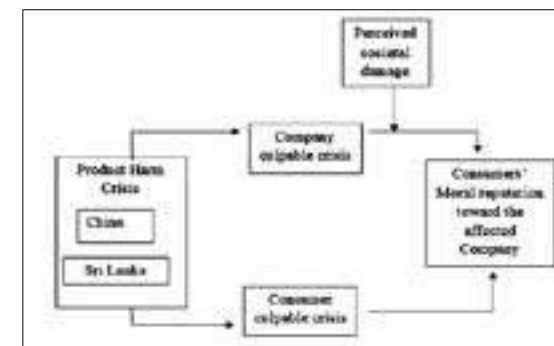 Perceived
societal
damage
Company
culpable crisis
Product Harm
Crisis
China
Sri Lanka
Consumers'
Moral reputation
toward the
affected
Company
Consumer
culpable crisis